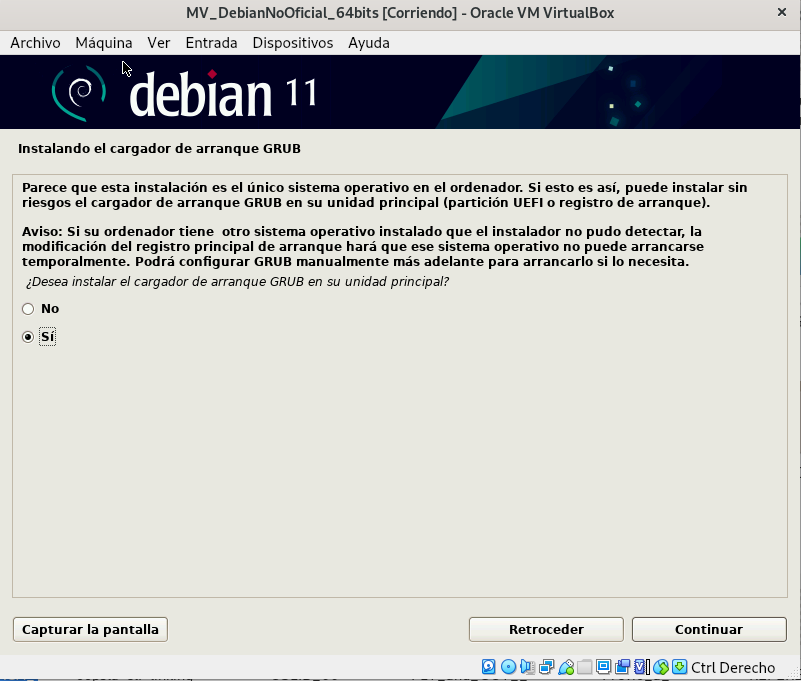 MV_DebianNoOficial_64bits [Corriendo] - Oracle VM VirtualBox
Archivo Máquina Ver Entrada Dispositivos Ayuda
debian 11
Instalando el cargador de arranque GRUB
Parece que esta instalación es el único sistema operativo en el ordenador. Si esto es así, puede instalar sin
riesgos el cargador de arranque GRUB en su unidad principal (partición UEFI o registro de arranque).
Aviso: Si su ordenador tiene  otro sistema operativo instalado que el instalador no pudo detectar, la
modificación del registro principal de arranque hará que ese sistema operativo no puede arrancarse
temporalmente. Podrá configurar GRUB manualmente más adelante para arrancarlo si lo necesita.
¿Desea instalar el cargador de arranque GRUB en su unidad principal?
No
Sí
Capturar la pantalla Retroceder Continuar
Ctrl Derecho